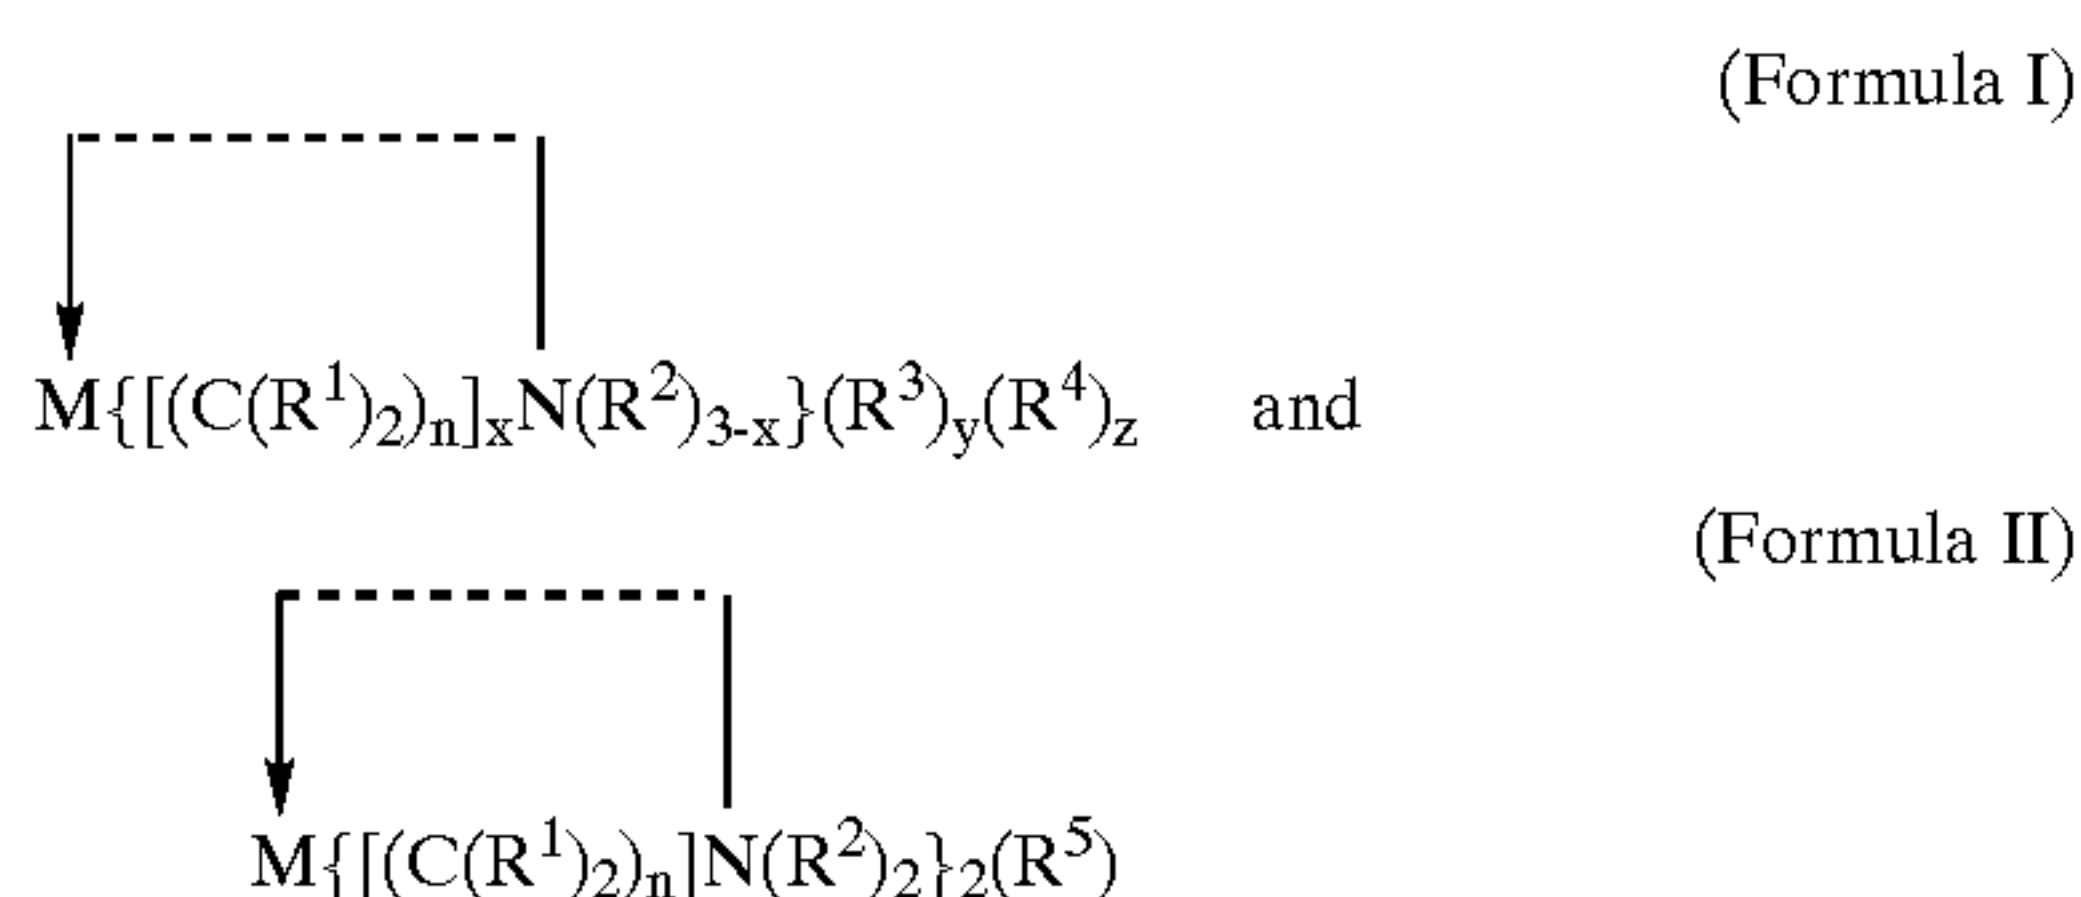 (Formula I)
M{[(C(R¹)₂)ₙ]ₓN(R²)₃₋ₓ}(R³)y(R⁴)z and
(Formula II)
M{[(C(R¹)₂)ₙ]N(R²)₂}₂(R⁵)